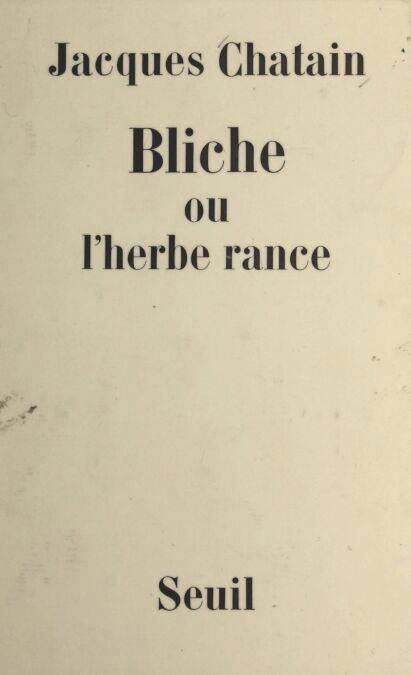 Jacques Chatain
Bliche
ou
l'herbe rance
Seuil